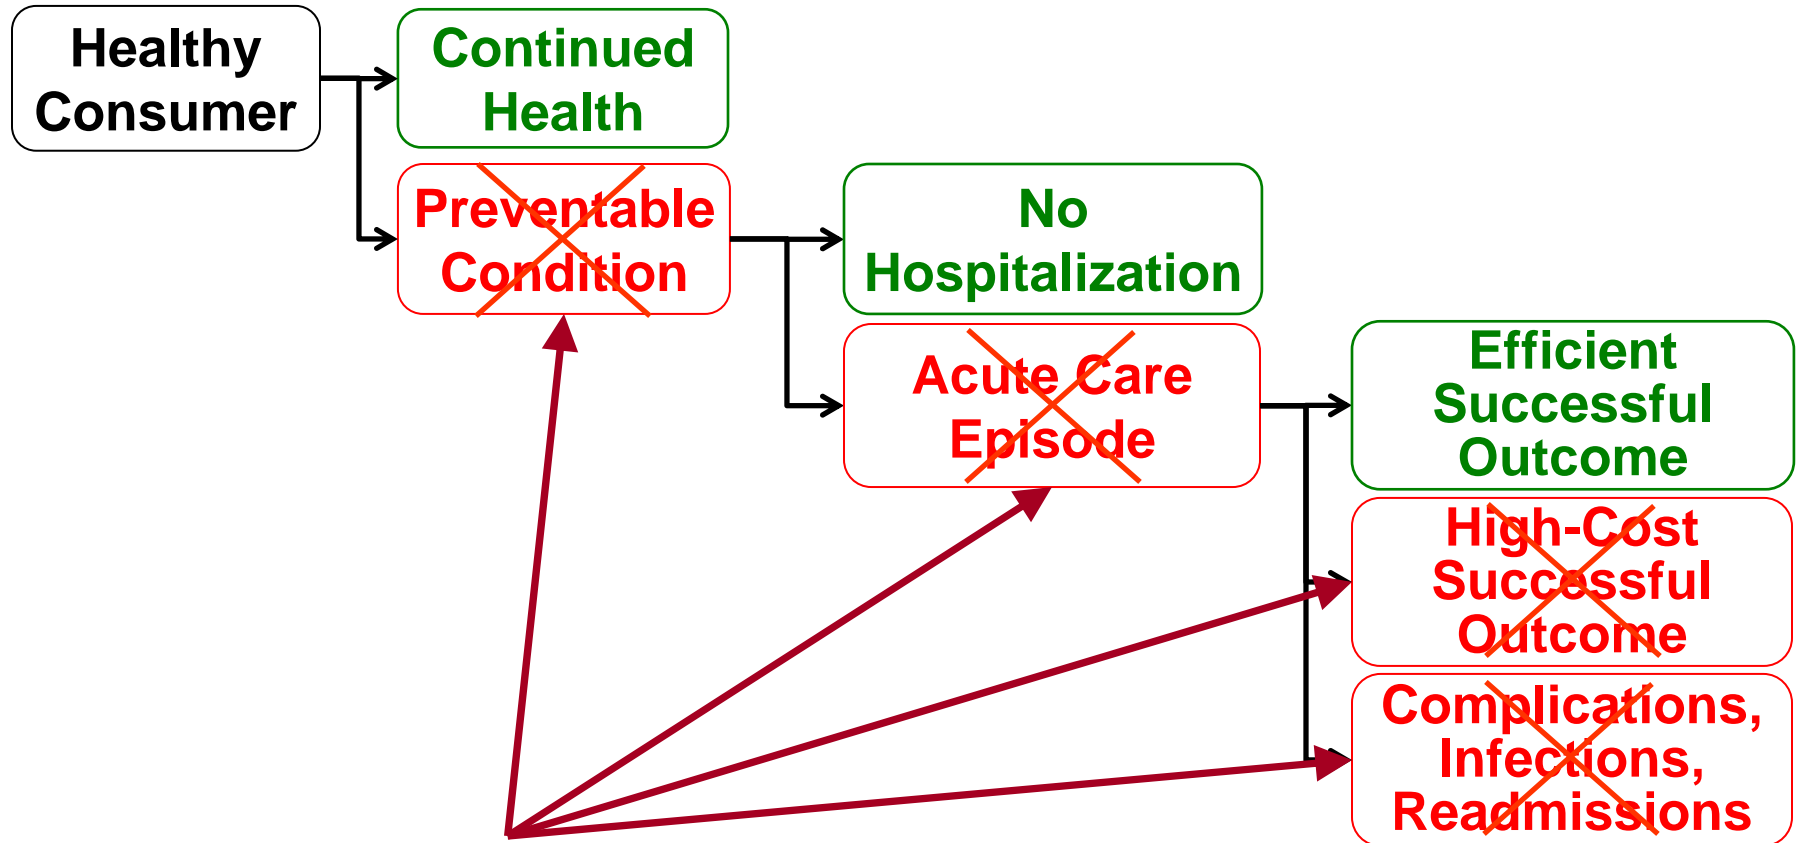 Healthy
Consumer
Continued
Health
Preventable
Condition
No
Hospitalization
Acute Care
Episode
Efficient
Successful
Outcome
High-Cost
Successful
Outcome
Complications,
Infections,
Readmissions